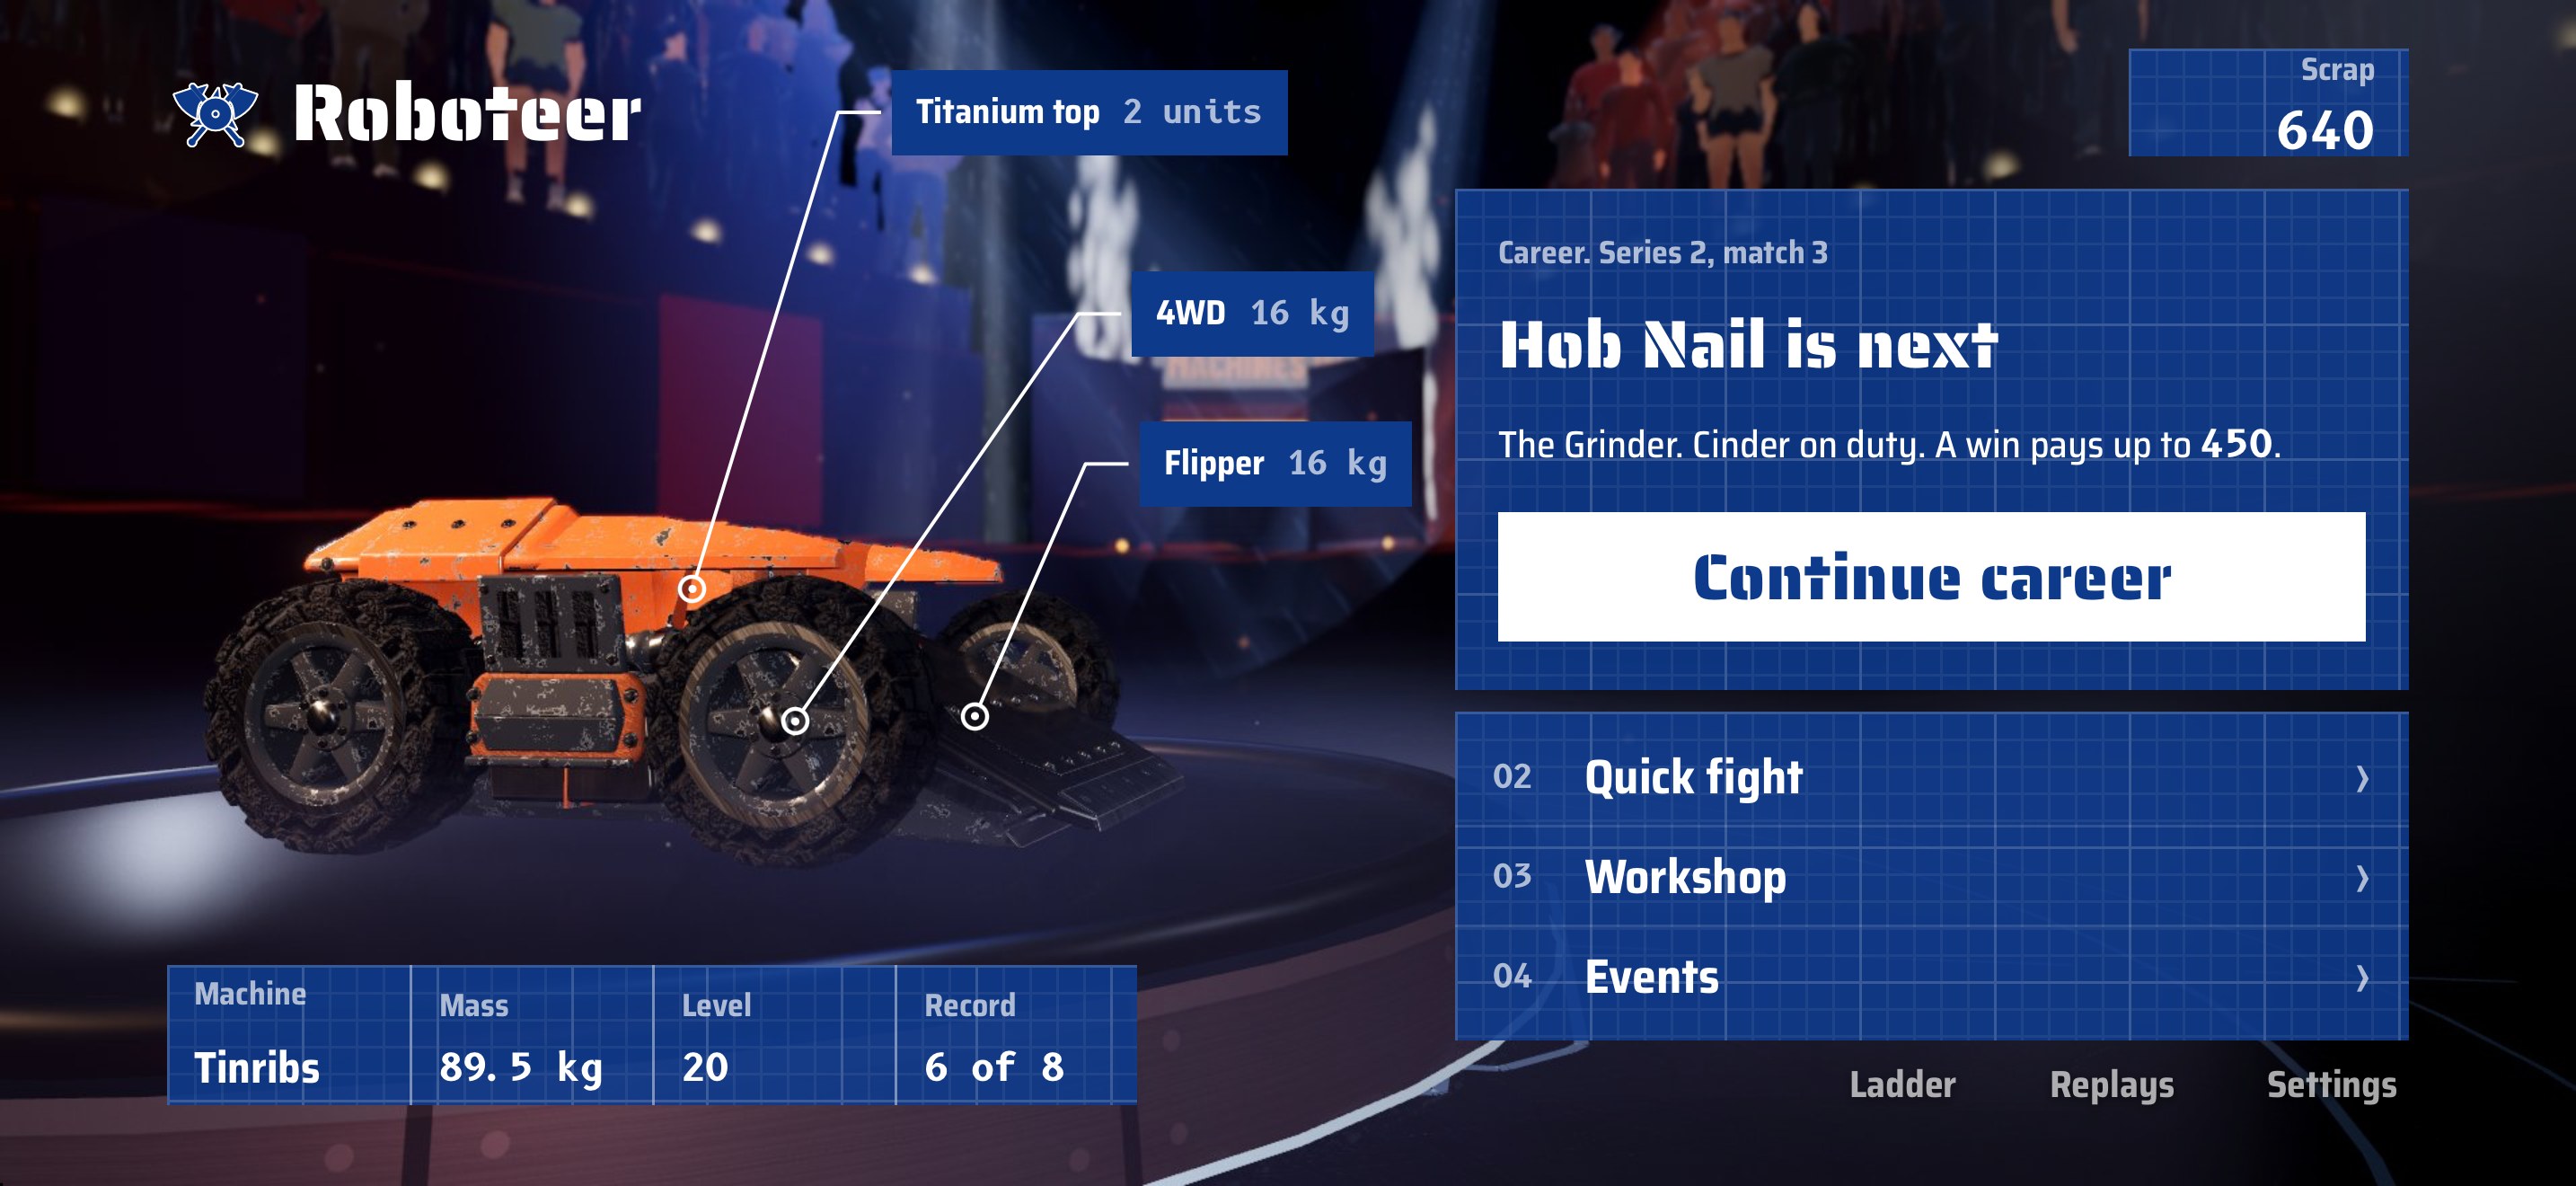 Roboteer
Titanium top 2 units
Scrap
640
4WD 16 kg
MACHINES
Flipper 16 kg
Career. Series 2, match 3
Hob Nail is next
The Grinder. Cinder on duty. A win pays up to 450.
Continue career
02 Quick fight
03 Workshop
04 Events
Machine
Tinribs
Mass
89.5 kg
Level
20
Record
6 of 8
Ladder
Replays
Settings